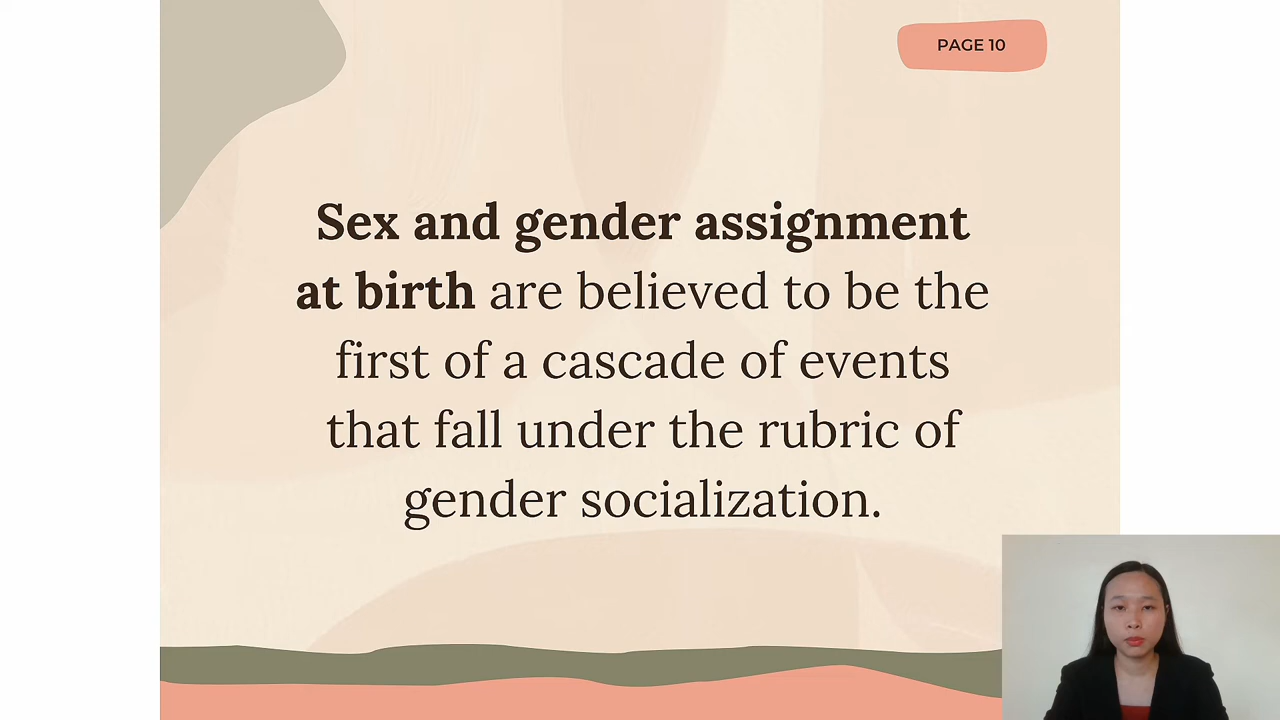 PAGE 10
Sex and gender assignment
at birth are believed to be the
first of a cascade of events
that fall under the rubric of
gender socialization.